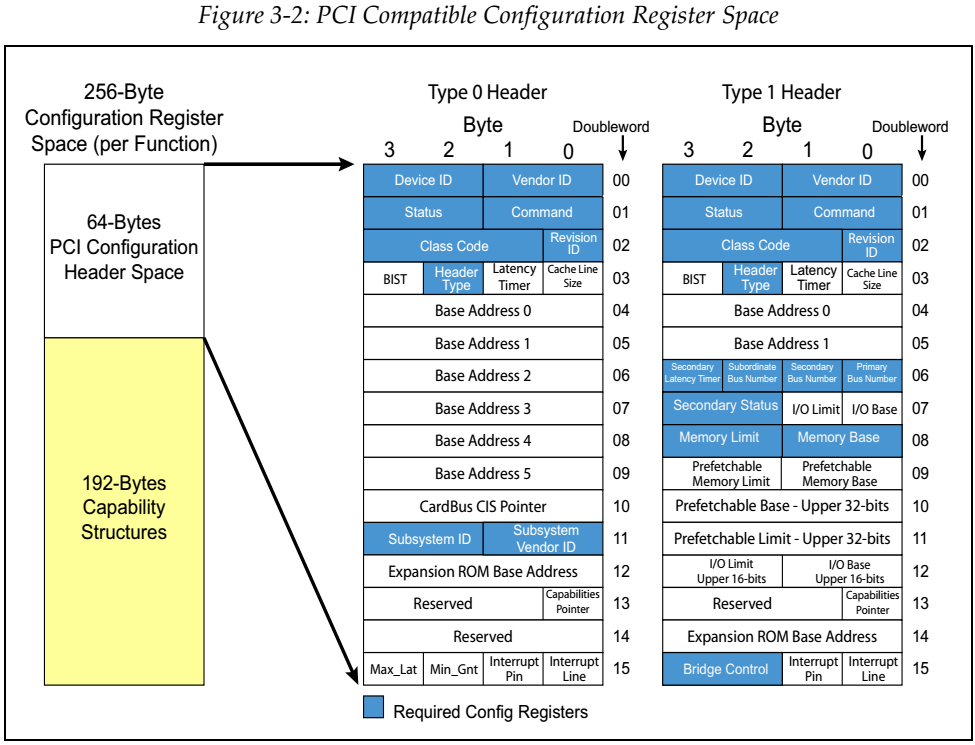 Figure 3-2: PCI Compatible Configuration Register Space
256-Byte
Configuration Register
Space (per Function)
64-Bytes
PCI Configuration
Header Space
192-Bytes
Capability
Structures
Type 0 Header
Byte
Doubleword
3 2 1 0
Device ID Vendor ID 00
Status Command 01
Class Code Revision
ID 02
BIST Header
Type Latency
Timer Cache Line
Size 03
Base Address 0 04
Base Address 1 05
Base Address 2 06
Base Address 3 07
Base Address 4 08
Base Address 5 09
CardBus CIS Pointer 10
Subsystem ID Subsystem
Vendor ID 11
Expansion ROM Base Address 12
Reserved Capabilities
Pointer 13
Reserved 14
Max_Lat Min_Gnt Interrupt
Pin Interrupt
Line 15
Type 1 Header
Byte
Doubleword
3 2 1 0
Device ID Vendor ID 00
Status Command 01
Class Code Revision
ID 02
BIST Header
Type Latency
Timer Cache Line
Size 03
Base Address 0 04
Base Address 1 05
Secondary
Latency Timer Subordinate
Bus Number Secondary
Bus Number Primary
Bus Number 06
Secondary Status I/O Limit I/O Base 07
Memory Limit Memory Base 08
Prefetchable
Memory Limit Prefetchable
Memory Base 09
Prefetchable Base - Upper 32-bits 10
Prefetchable Limit - Upper 32-bits 11
I/O Limit
Upper 16-bits I/O Base
Upper 16-bits 12
Reserved Capabilities
Pointer 13
Expansion ROM Base Address 14
Bridge Control Interrupt
Pin Interrupt
Line 15
Required Config Registers